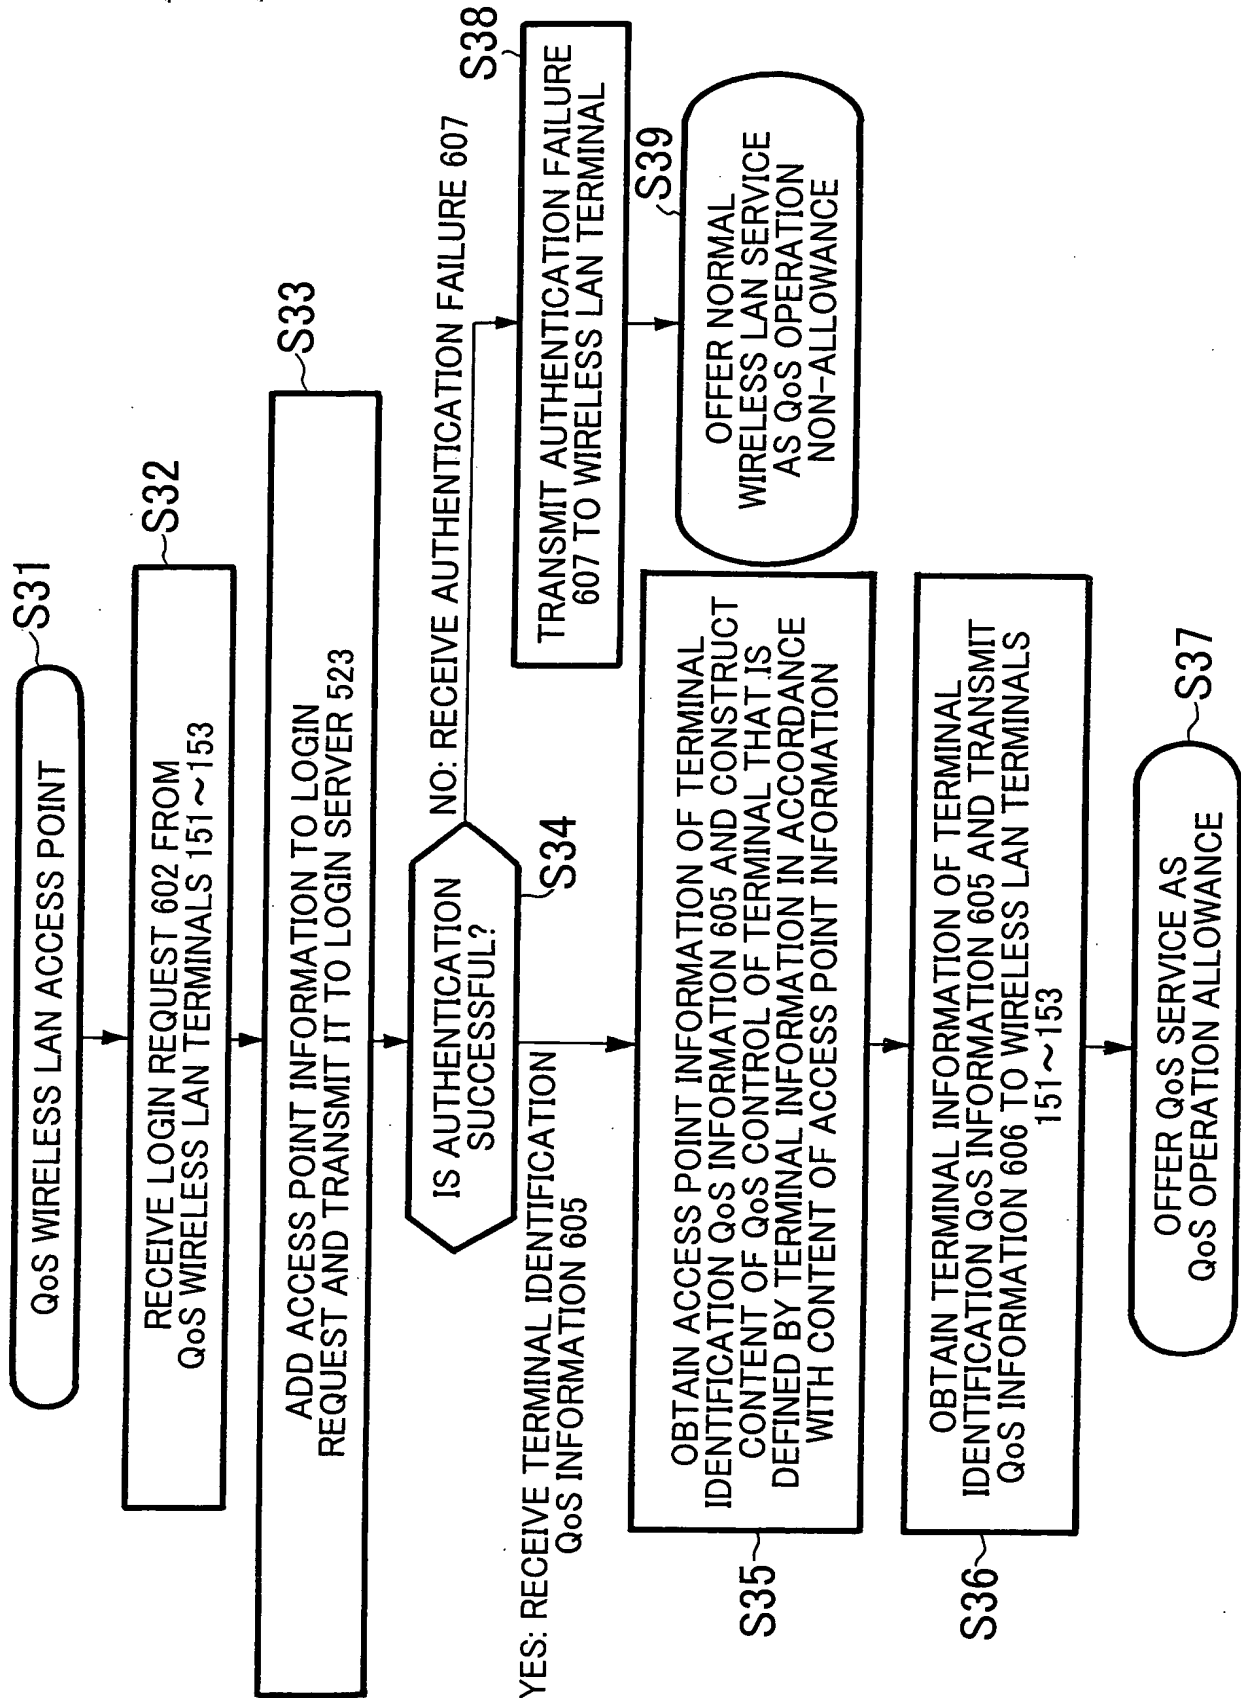 S31
QoS WIRELESS LAN ACCESS POINT
S32
RECEIVE LOGIN REQUEST 602 FROM
QoS WIRELESS LAN TERMINALS 151~153
S33
ADD ACCESS POINT INFORMATION TO LOGIN
REQUEST AND TRANSMIT IT TO LOGIN SERVER 523
IS AUTHENTICATION
SUCCESSFUL?
S34
NO: RECEIVE AUTHENTICATION FAILURE 607
S38
TRANSMIT AUTHENTICATION FAILURE
607 TO WIRELESS LAN TERMINAL
S39
OFFER NORMAL
WIRELESS LAN SERVICE
AS QoS OPERATION
NON-ALLOWANCE
YES: RECEIVE TERMINAL IDENTIFICATION
QoS INFORMATION 605
S35
OBTAIN ACCESS POINT INFORMATION OF TERMINAL
IDENTIFICATION QoS INFORMATION 605 AND CONSTRUCT
CONTENT OF QoS CONTROL OF TERMINAL THAT IS
DEFINED BY TERMINAL INFORMATION IN ACCORDANCE
WITH CONTENT OF ACCESS POINT INFORMATION
S36
OBTAIN TERMINAL INFORMATION OF TERMINAL
IDENTIFICATION QoS INFORMATION 605 AND TRANSMIT
QoS INFORMATION 606 TO WIRELESS LAN TERMINALS
151~153
S37
OFFER QoS SERVICE AS
QoS OPERATION ALLOWANCE